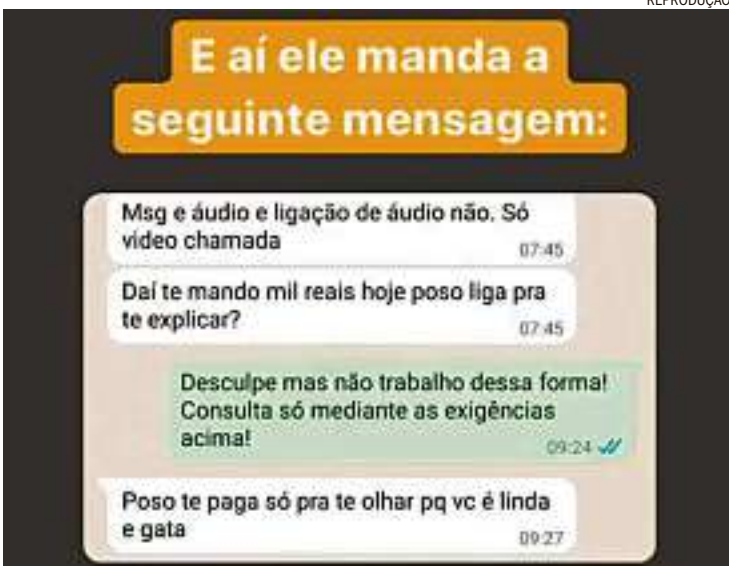 REPRODUÇÃO
E aí ele manda a
seguinte mensagem:
Msg e áudio e ligação de áudio não. Só
video chamada
07:45
Daí te mando mil reais hoje poso liga pra
te explicar?
07:45
Desculpe mas não trabalho dessa forma!
Consulta só mediante as exigências
acima!
09:24
Poso te paga só pra te olhar pq vc é linda
e gata
09:27